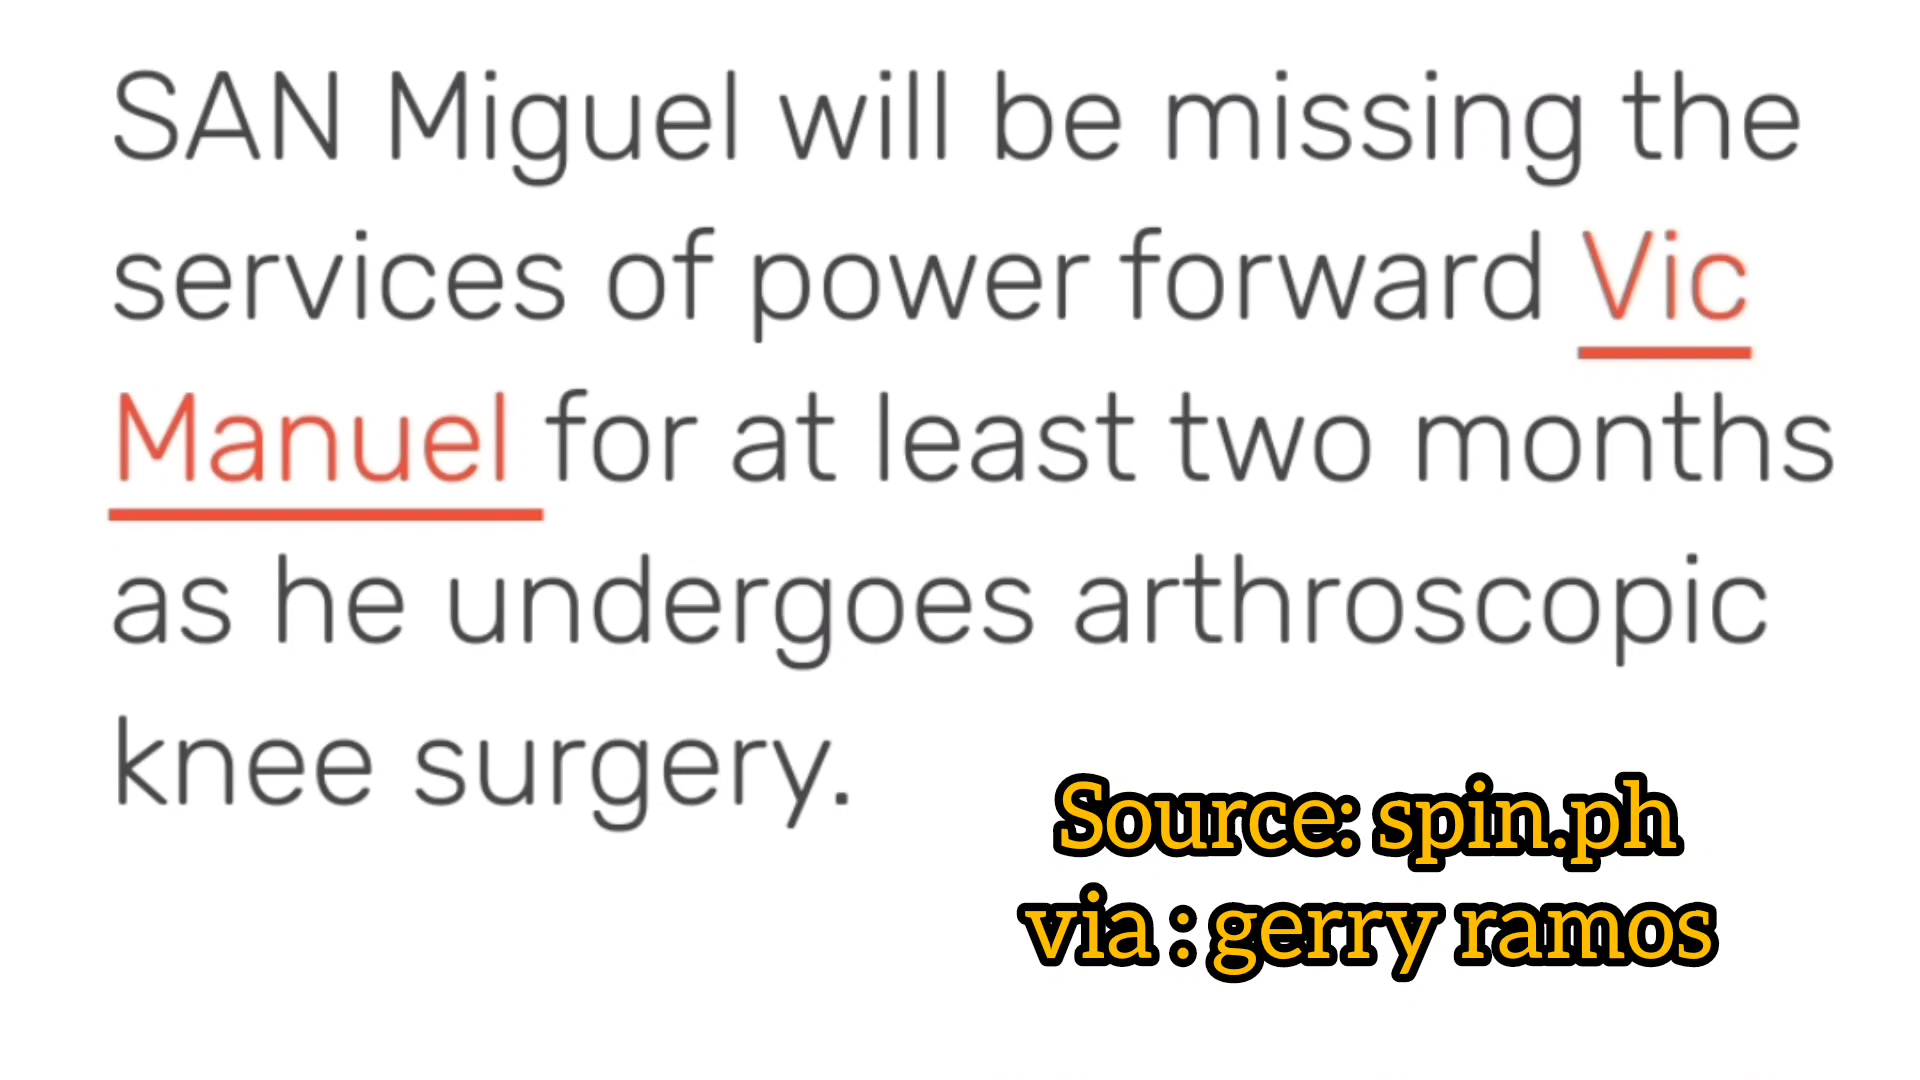 SAN Miguel will be missing the
services of power forward Vic
Manuel for at least two months
as he undergoes arthroscopic
knee surgery.
Source: spin.ph
via : gerry ramos